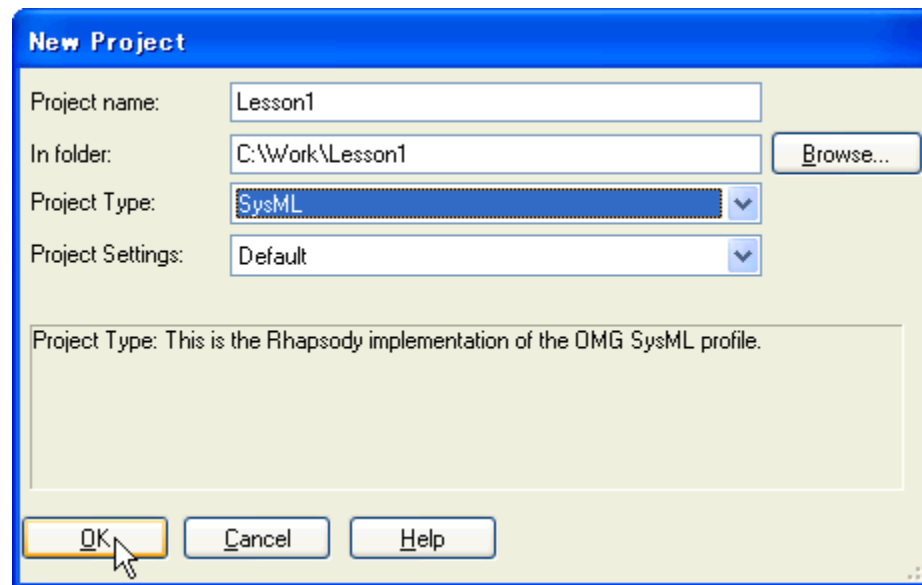 New Project
Project name: Lesson1
In folder: C:\Work\Lesson1 Browse...
Project Type: SysML
Project Settings: Default
Project Type: This is the Rhapsody implementation of the OMG SysML profile.
OK Cancel Help